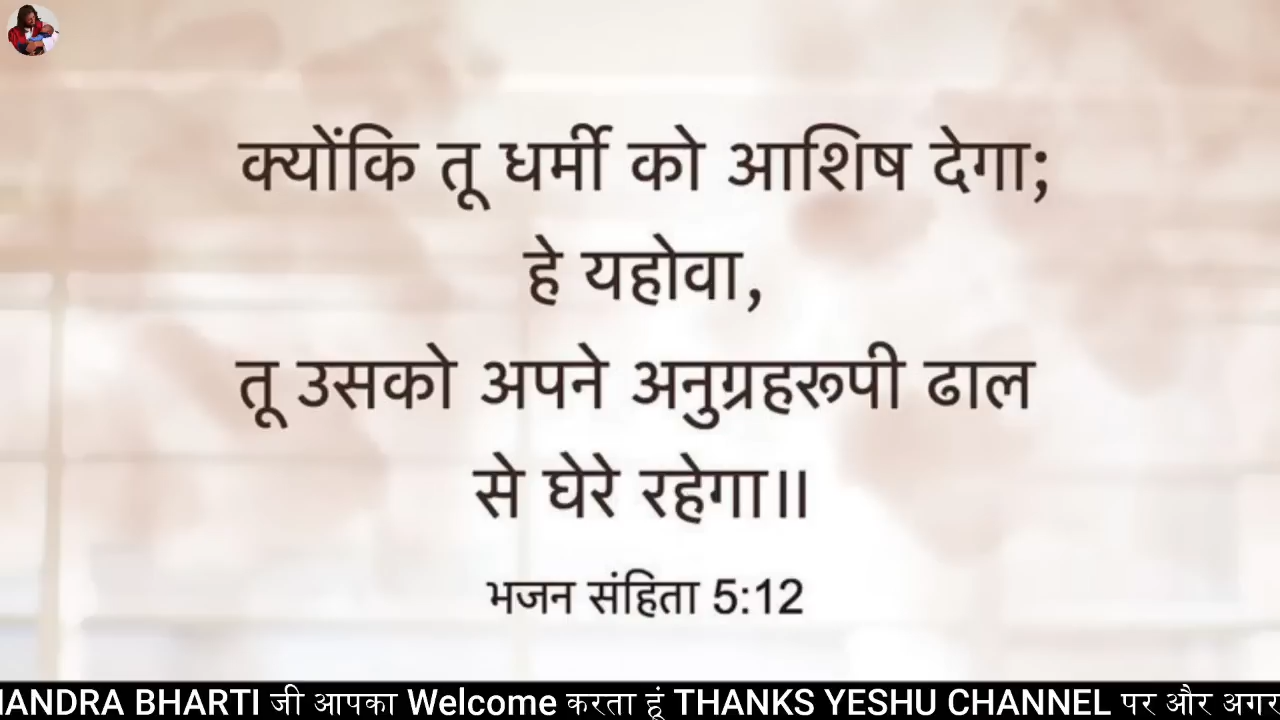 क्योंकि तू धर्मी को आशिष देगा;
हे यहोवा,
तू उसको अपने अनुग्रहरूपी ढाल
से घेरे रहेगा॥
भजन संहिता 5:12
HANDRA BHARTI जी आपका Welcome करता हूं THANKS YESHU CHANNEL पर और अगर